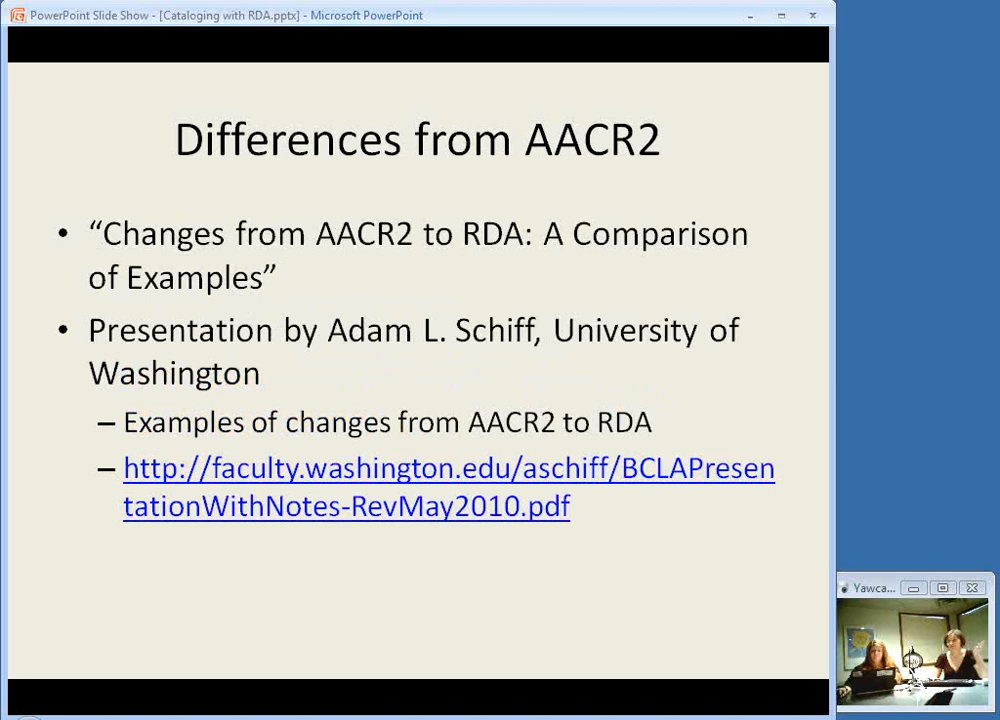 PowerPoint Slide Show - [Cataloging with RDA.pptx] - Microsoft PowerPoint
Differences from AACR2
• “Changes from AACR2 to RDA: A Comparison
of Examples”
• Presentation by Adam L. Schiff, University of
Washington
– Examples of changes from AACR2 to RDA
– http://faculty.washington.edu/aschiff/BCLAPresen
tationWithNotes-RevMay2010.pdf
Yawca...